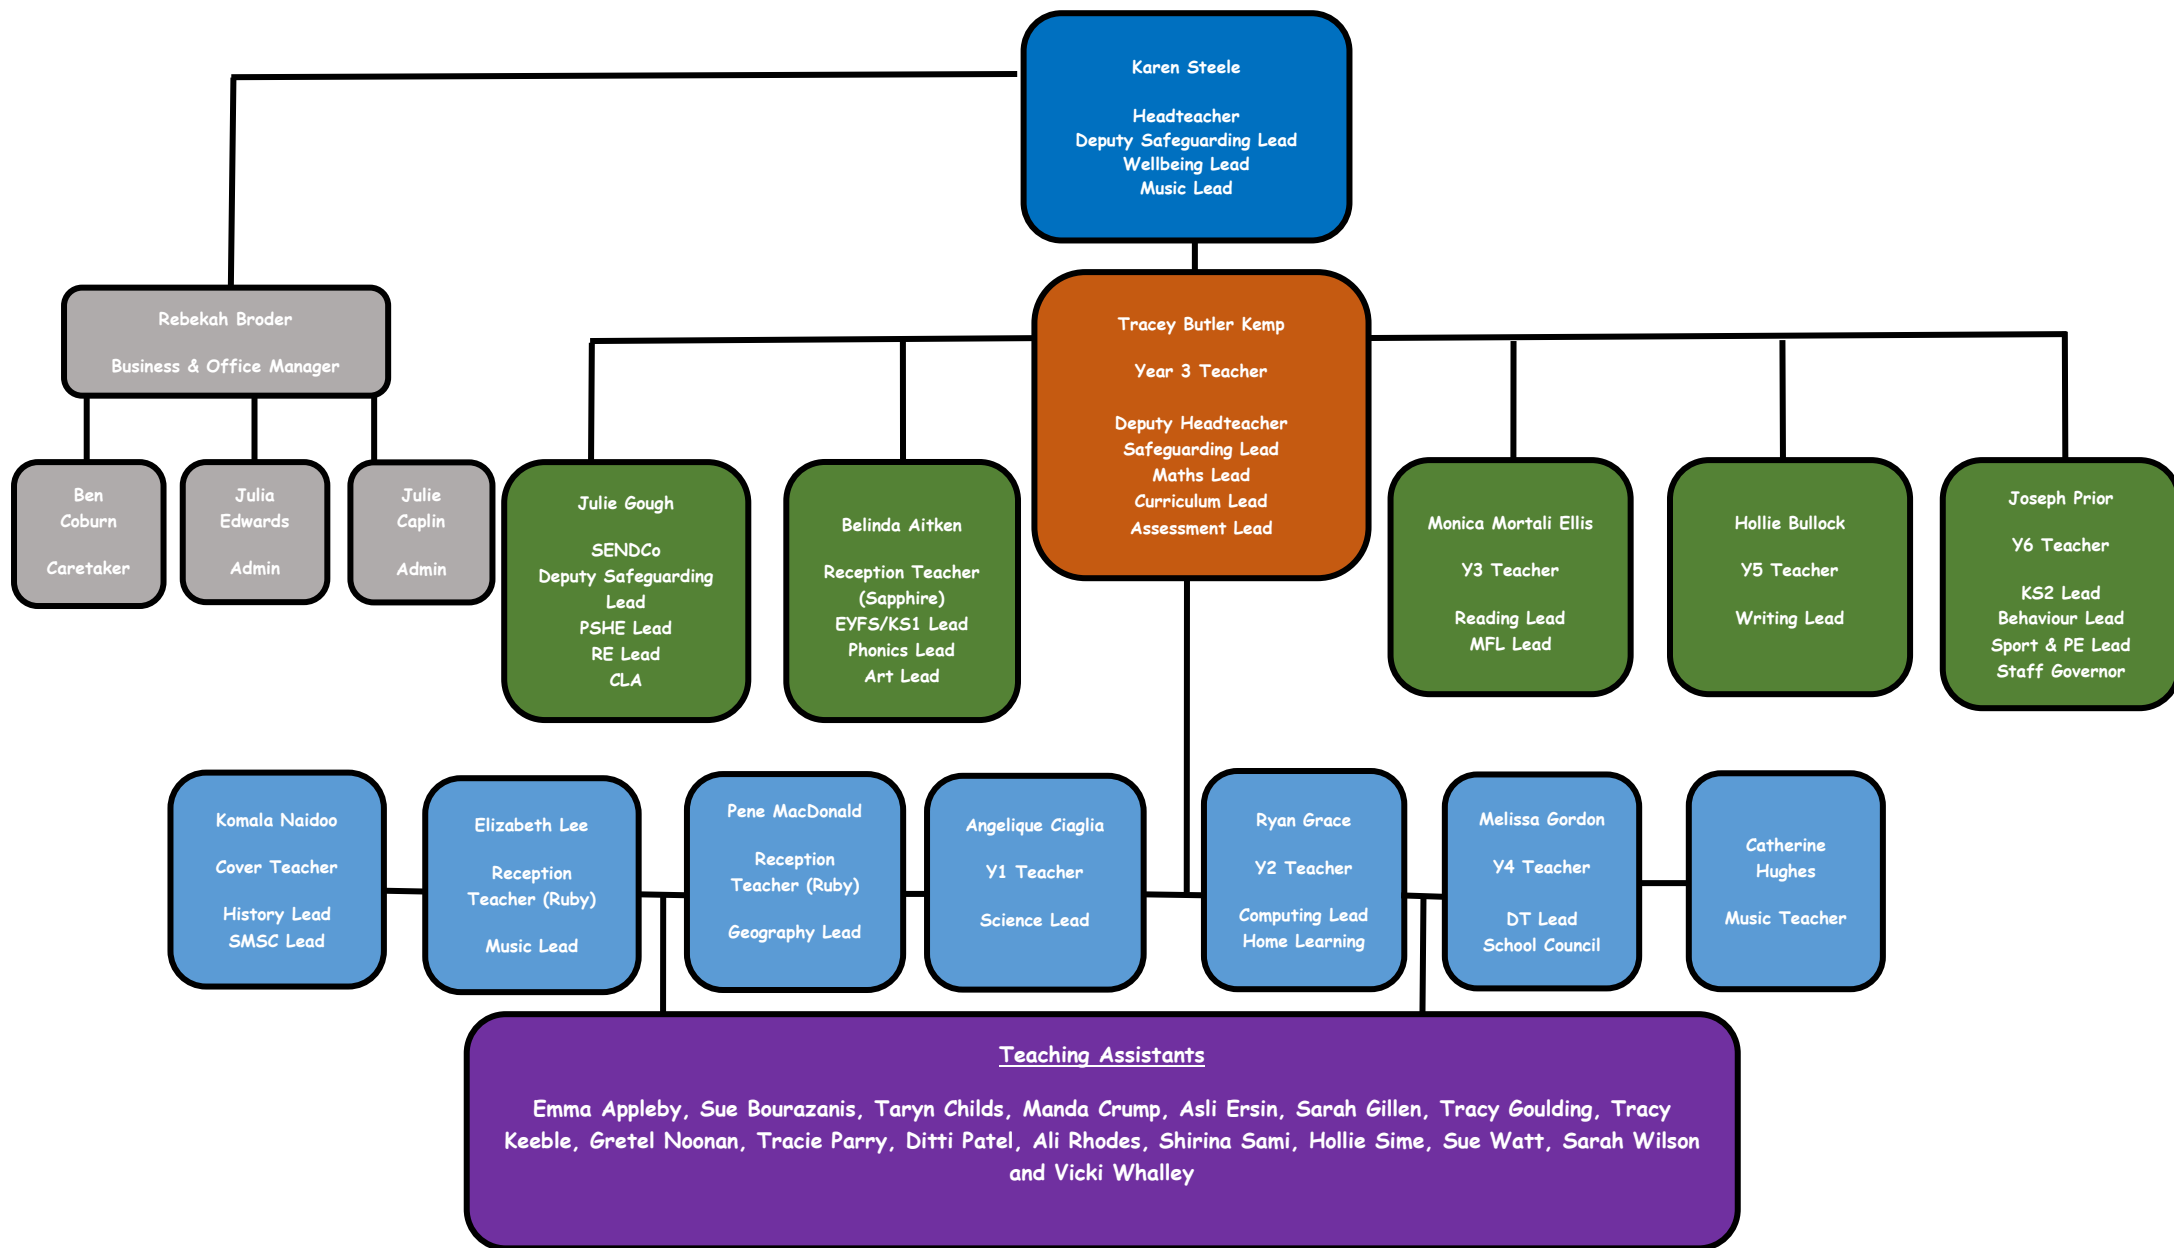 Karen Steele
Headteacher
Deputy Safeguarding Lead
Wellbeing Lead
Music Lead
Rebekah Broder
Business & Office Manager
Tracey Butler Kemp
Year 3 Teacher
Deputy Headteacher
Safeguarding Lead
Maths Lead
Curriculum Lead
Assessment Lead
Ben
Coburn
Caretaker
Julia
Edwards
Admin
Julie
Caplin
Admin
Julie Gough
SENDCo
Deputy Safeguarding
Lead
PSHE Lead
RE Lead
CLA
Belinda Aitken
Reception Teacher
(Sapphire)
EYFS/KS1 Lead
Phonics Lead
Art Lead
Monica Mortali Ellis
Y3 Teacher
Reading Lead
MFL Lead
Hollie Bullock
Y5 Teacher
Writing Lead
Joseph Prior
Y6 Teacher
KS2 Lead
Behaviour Lead
Sport & PE Lead
Staff Governor
Komala Naidoo
Cover Teacher
History Lead
SMSC Lead
Elizabeth Lee
Reception
Teacher (Ruby)
Music Lead
Pene MacDonald
Reception
Teacher (Ruby)
Geography Lead
Angelique Ciaglia
Y1 Teacher
Science Lead
Ryan Grace
Y2 Teacher
Computing Lead
Home Learning
Melissa Gordon
Y4 Teacher
DT Lead
School Council
Catherine
Hughes
Music Teacher
Teaching Assistants
Emma Appleby, Sue Bourazanis, Taryn Childs, Manda Crump, Asli Ersin, Sarah Gillen, Tracy Goulding, Tracy
Keeble, Gretel Noonan, Tracie Parry, Ditti Patel, Ali Rhodes, Shirina Sami, Hollie Sime, Sue Watt, Sarah Wilson
and Vicki Whalley